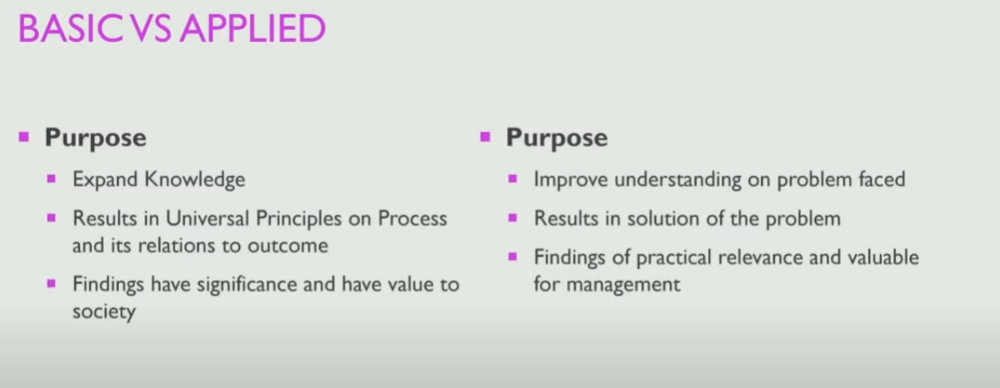 BASIC VS APPLIED
Purpose
Expand Knowledge
Results in Universal Principles on Process
and its relations to outcome
Findings have significance and have value to
society
Purpose
Improve understanding on problem faced
Results in solution of the problem
Findings of practical relevance and valuable
for management